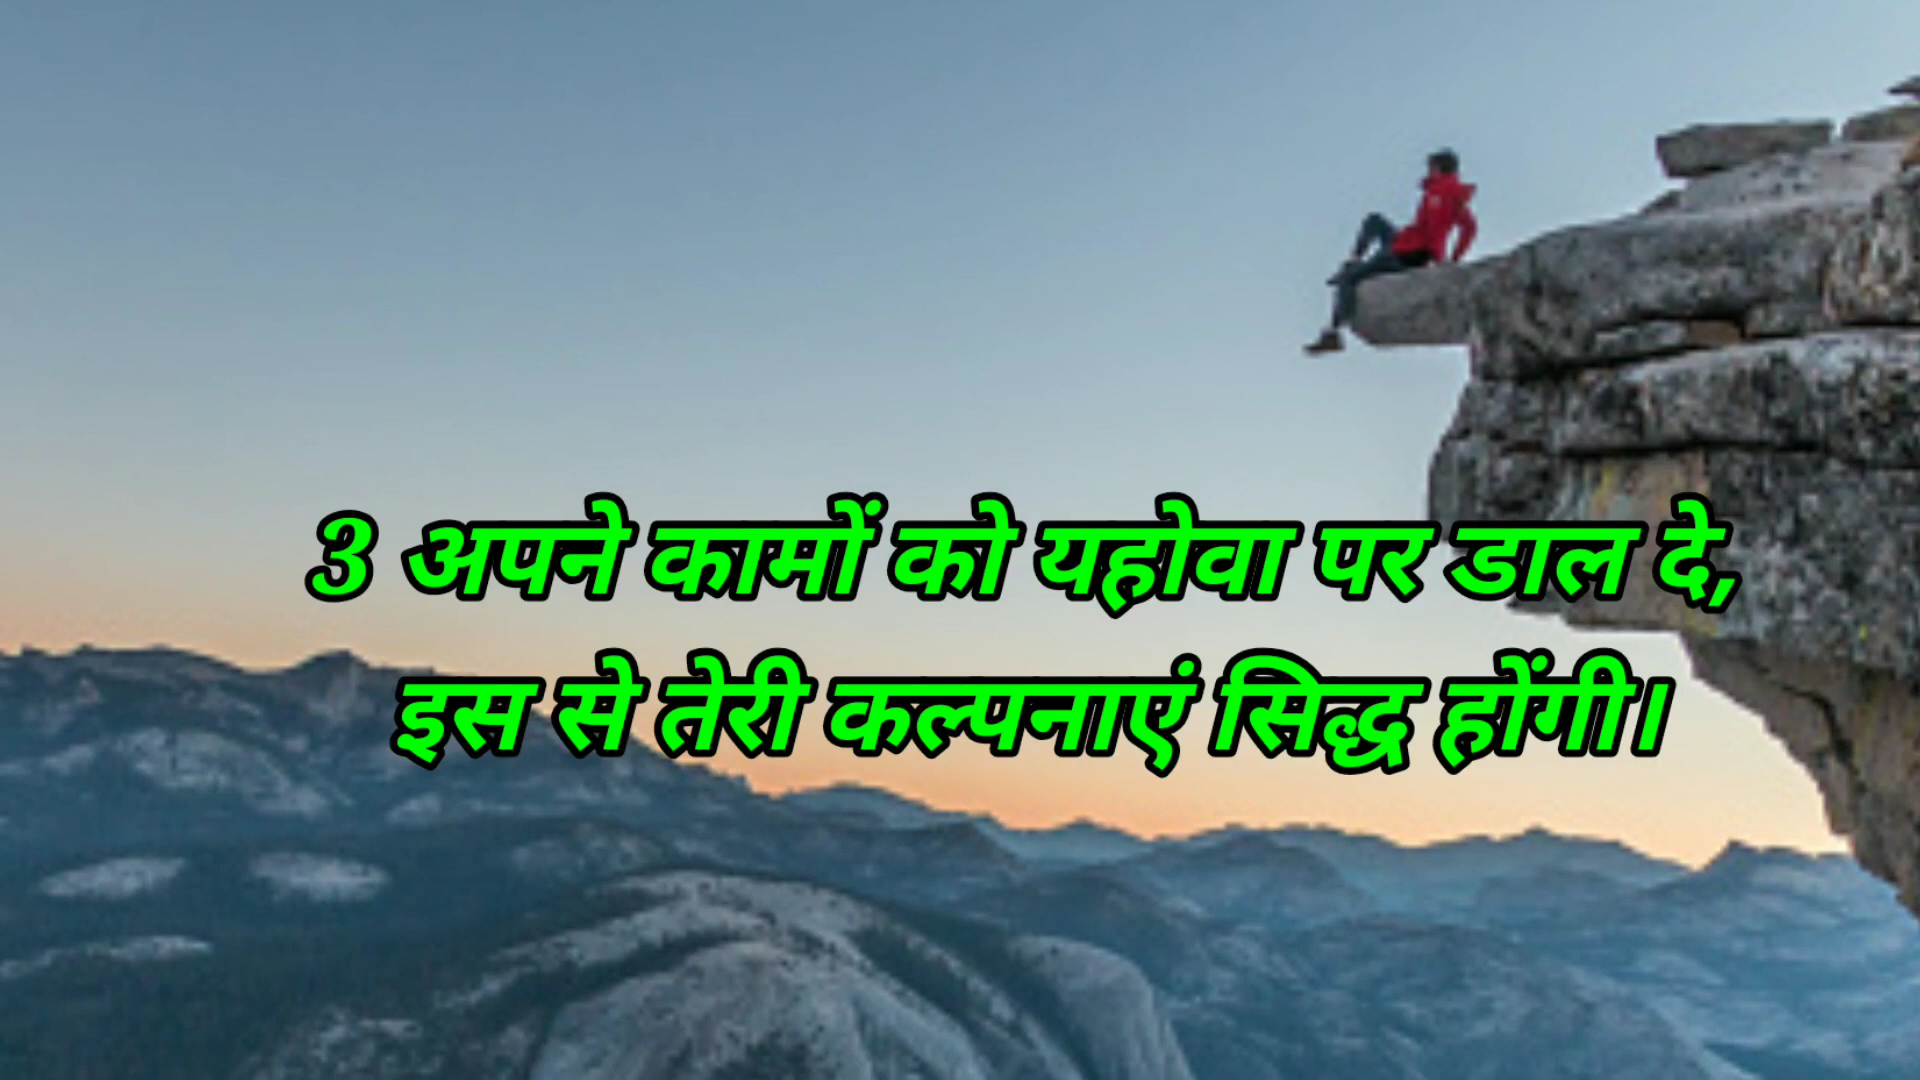 3 अपने कामों को यहोवा पर डाल दे,
इस से तेरी कल्पनाएं सिद्ध होंगी।